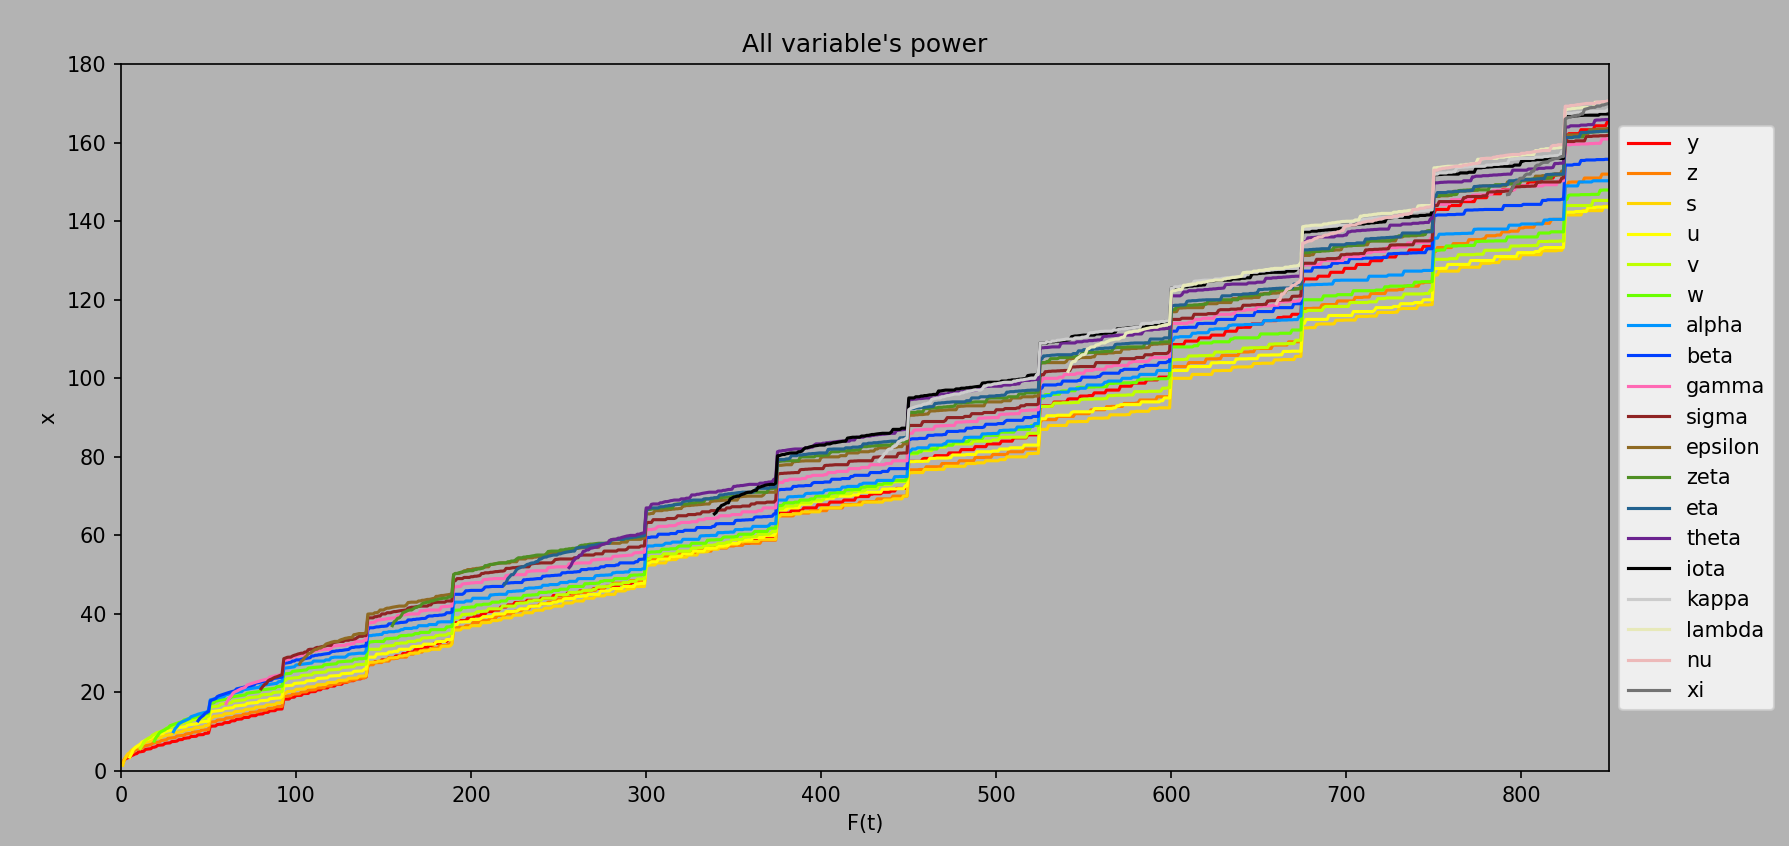 All variable's power
180
160
140
120
100
80
60
40
20
0
x
0 100 200 300 400 500 600 700 800
F(t)
y
z
s
u
v
w
alpha
beta
gamma
sigma
epsilon
zeta
eta
theta
iota
kappa
lambda
nu
xi